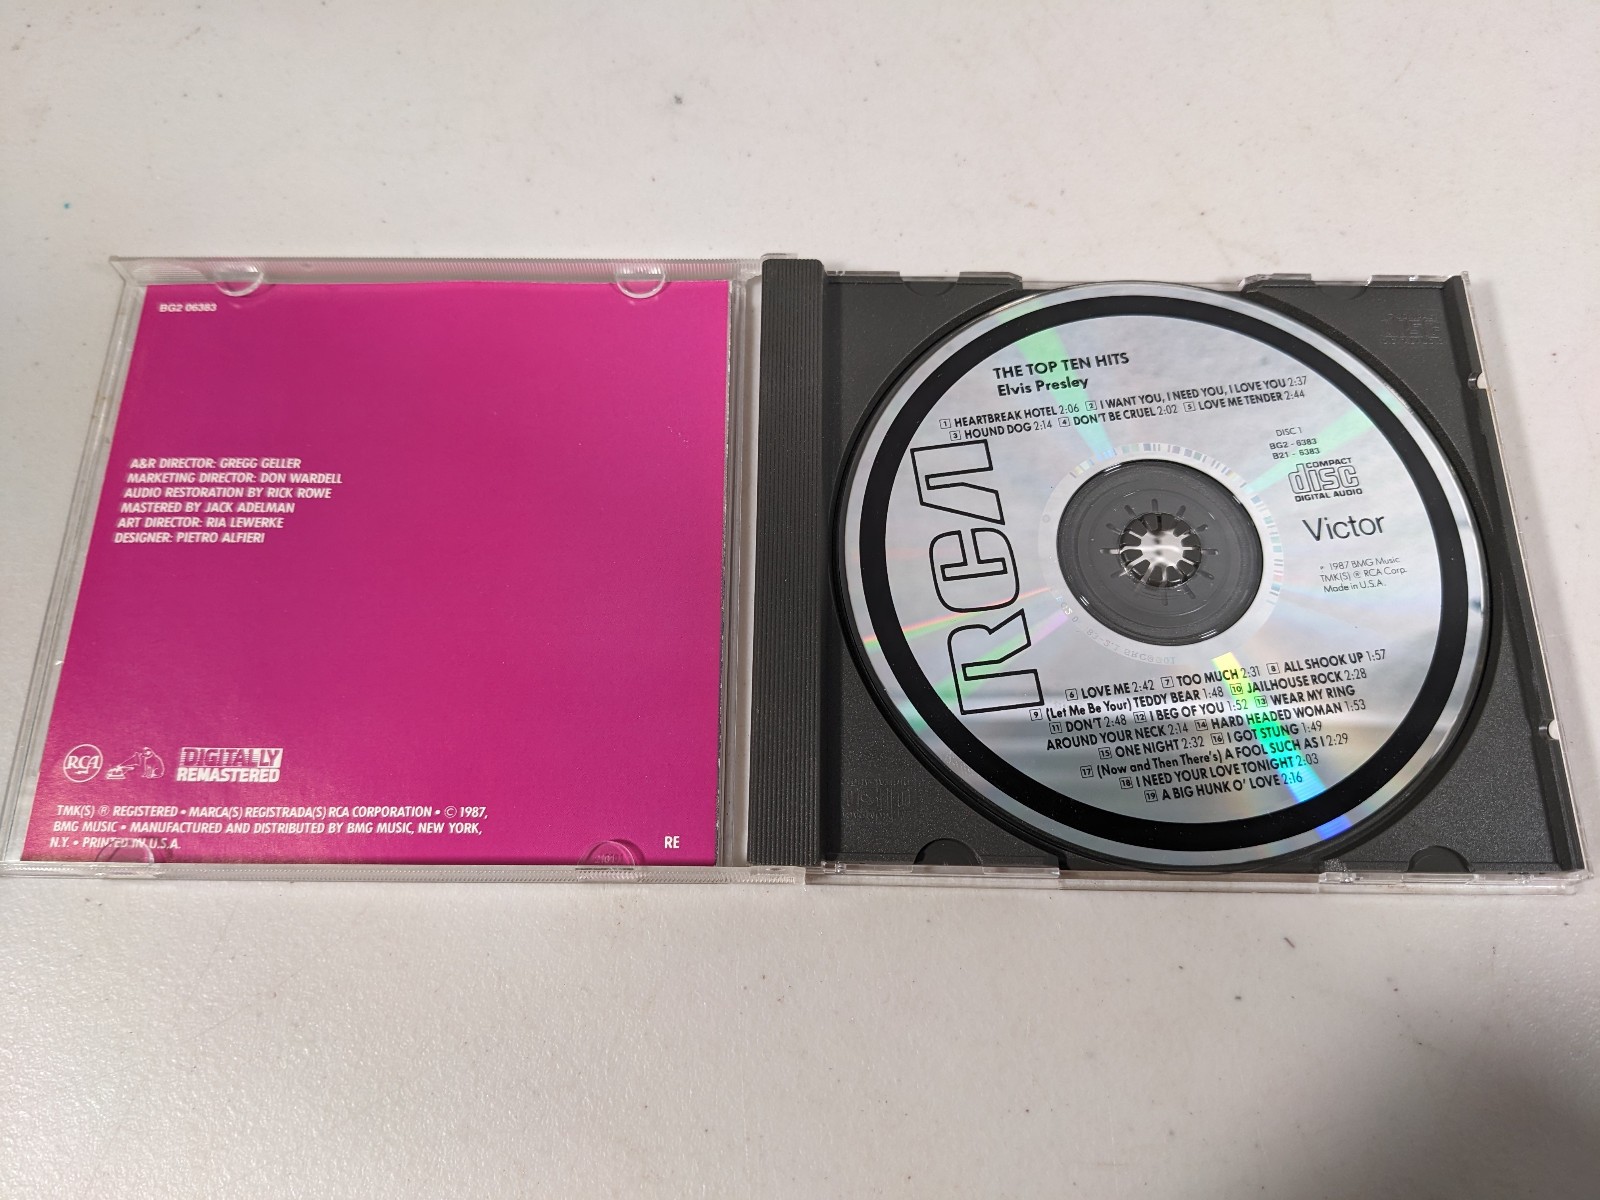 BG2 06383
A&R DIRECTOR: GREGG GELLER
MARKETING DIRECTOR: DON WARDELL
AUDIO RESTORATION BY RICK ROWE
MASTERED BY JACK ADELMAN
ART DIRECTOR: RIA LEWERKE
DESIGNER: PIETRO ALFIERI
RCA
DIGITALLY
REMASTERED
TMK(S) ® REGISTERED • MARCA(S) REGISTRADA(S) RCA CORPORATION • © 1987,
BMG MUSIC • MANUFACTURED AND DISTRIBUTED BY BMG MUSIC, NEW YORK,
N.Y. • PRINTED IN U.S.A.
RE
THE TOP TEN HITS
Elvis Presley
1 HEARTBREAK HOTEL 2:06 2 I WANT YOU, I NEED YOU, I LOVE YOU 2:37
3 HOUND DOG 2:14 4 DON'T BE CRUEL 2:02 5 LOVE ME TENDER 2:44
RCA
DISC 1
BG2 - 6383
B21 - 6383
COMPACT
disc
DIGITAL AUDIO
Victor
• 1987 BMG Music
TMK(S) ® RCA Corp.
Made in U.S.A.
6 LOVE ME 2:42 7 TOO MUCH 2:31 8 ALL SHOOK UP 1:57
9 (Let Me Be Your) TEDDY BEAR 1:48 10 JAILHOUSE ROCK 2:28
11 DON'T 2:48 12 I BEG OF YOU 1:52 13 WEAR MY RING
AROUND YOUR NECK 2:14 14 HARD HEADED WOMAN 1:53
15 ONE NIGHT 2:32 16 I GOT STUNG 1:49
17 (Now and Then There's) A FOOL SUCH AS I 2:29
18 I NEED YOUR LOVE TONIGHT 2:03
19 A BIG HUNK O' LOVE 2:16